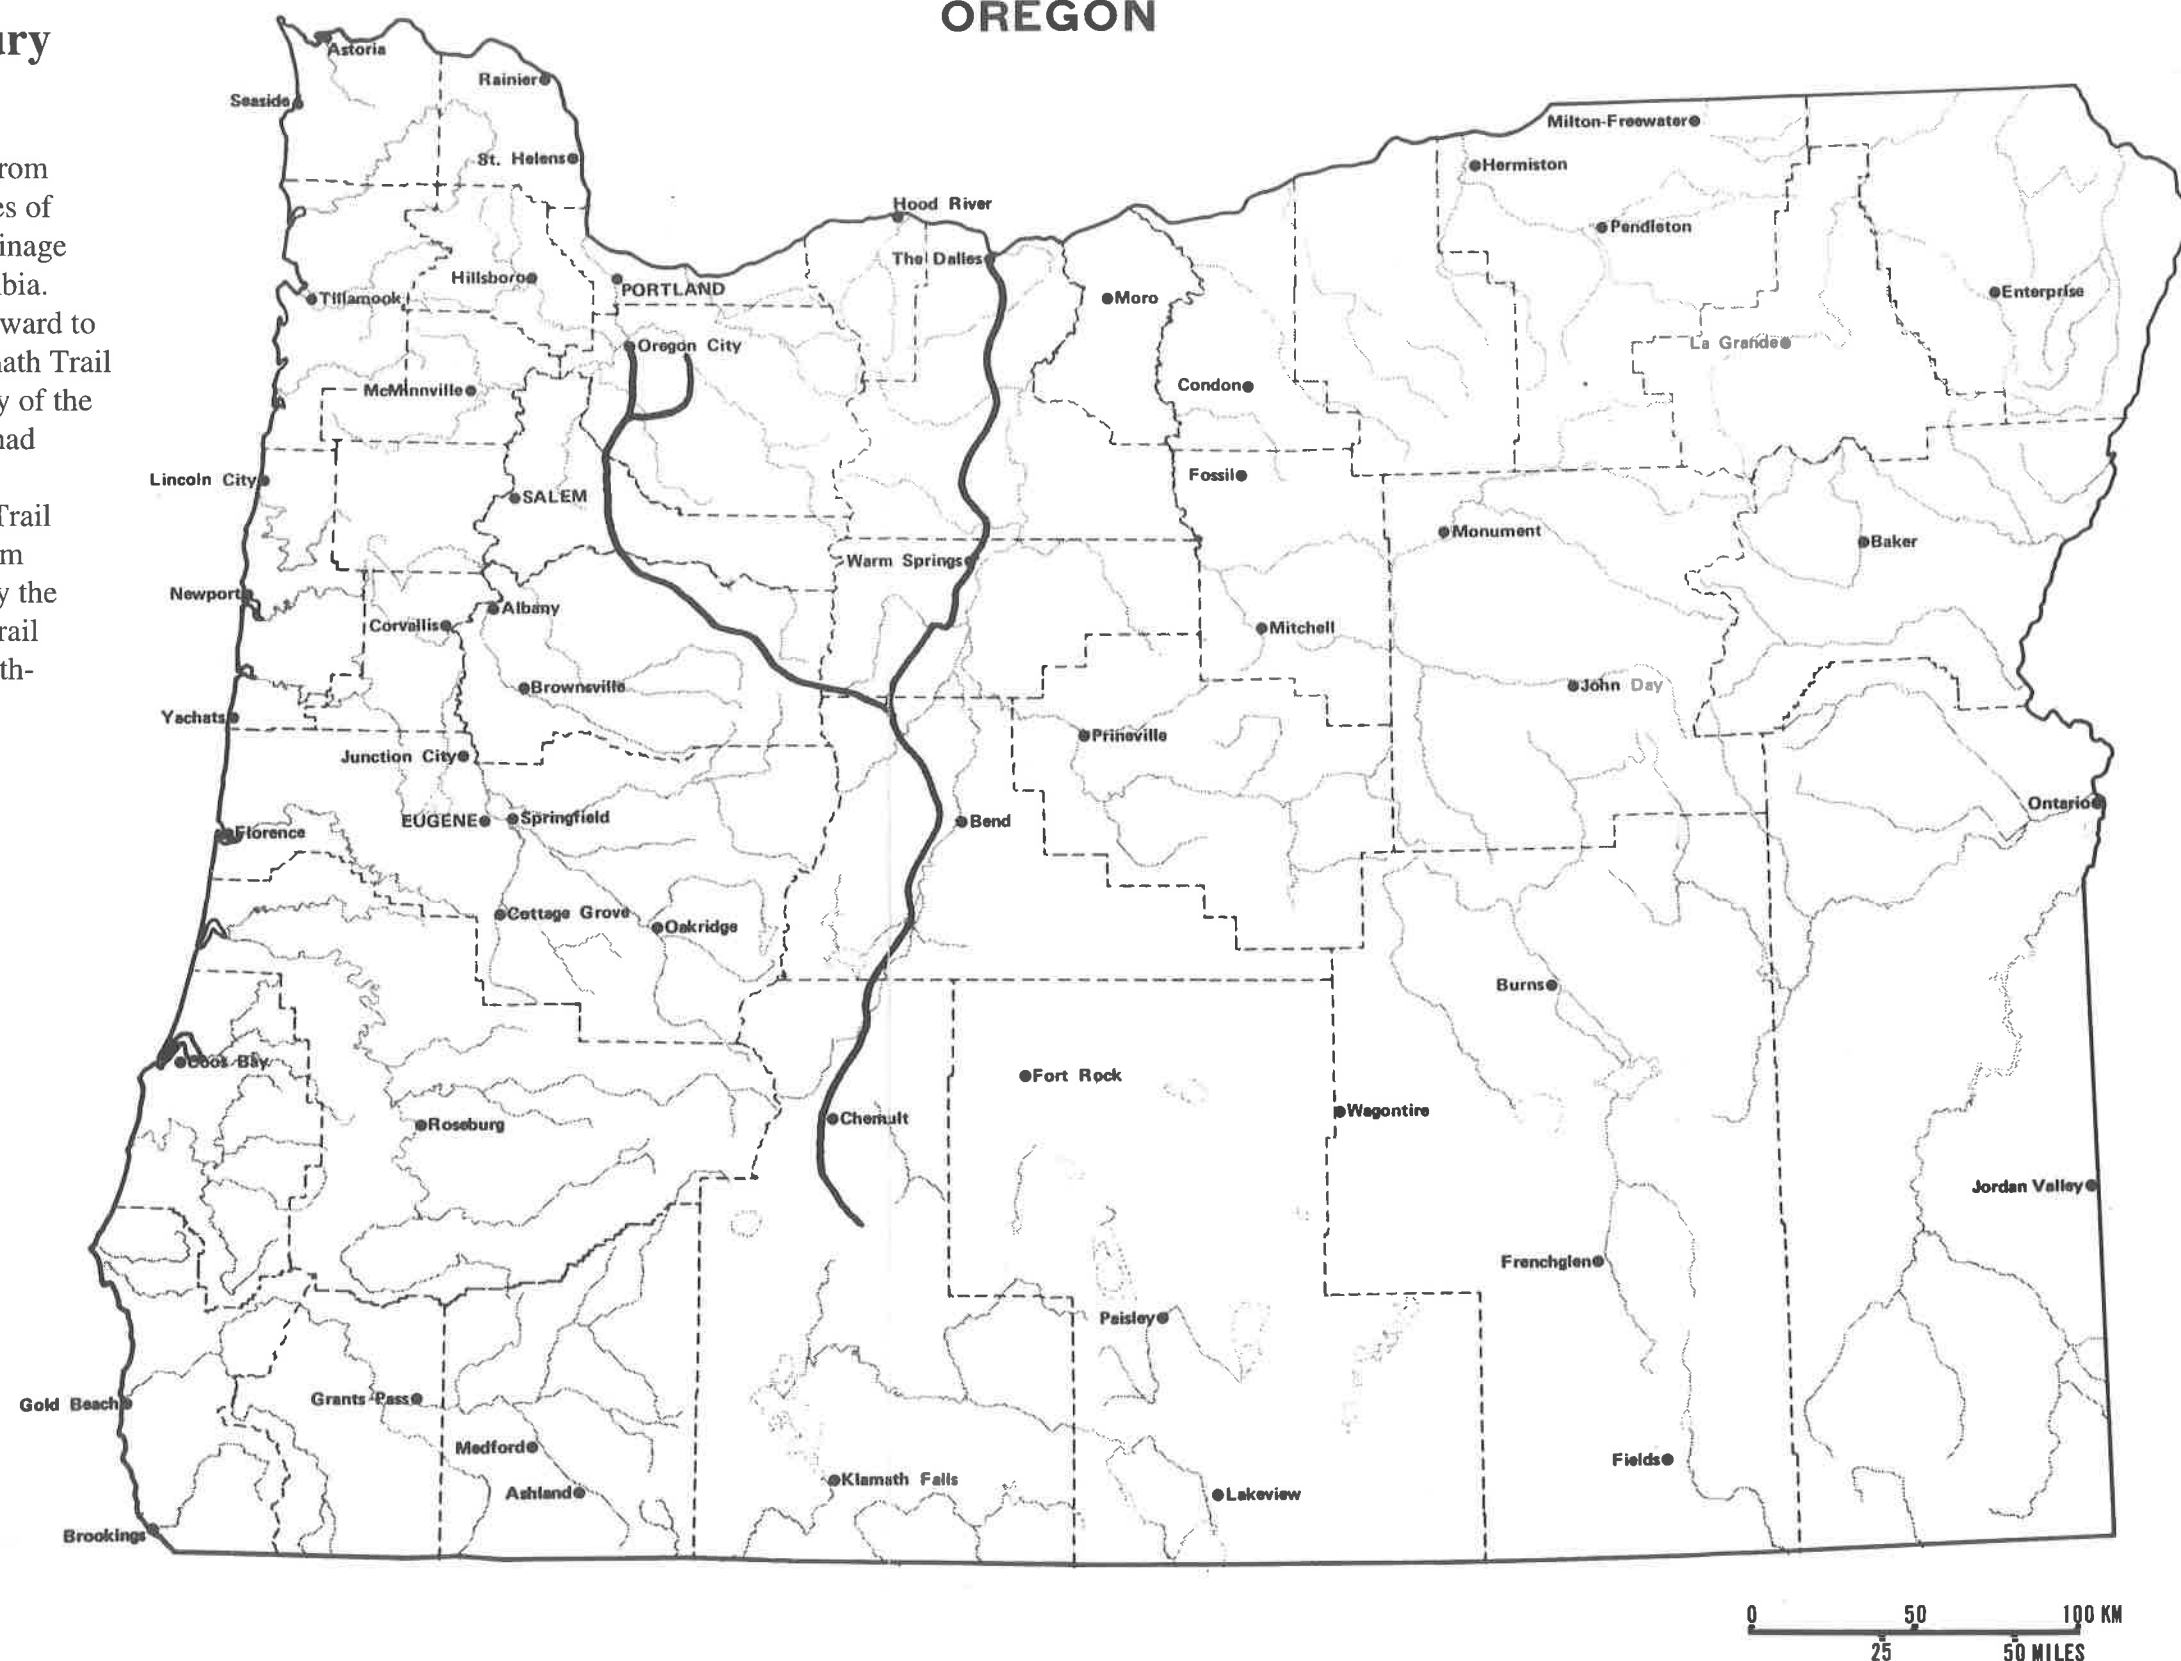 OREGON
ury
rom
es of
inage
bia.
ward to
ath Trail
y of the
had
Trail
m
y the
rail
th-
Astoria
Rainier
Seaside
St. Helens
Milton-Freewater
Hermiston
Hood River
Pendleton
The Dalles
Hillsboro
PORTLAND
Tillamook
Moro
Enterprise
Oregon City
La Grande
McMinnville
Condon
Lincoln City
Fossil
SALEM
Monument
Baker
Warm Springs
Newport
Albany
Corvallis
Mitchell
Brownsville
John Day
Yachats
Prineville
Junction City
Ontario
EUGENE
Springfield
Bend
Florence
Cottage Grove
Oakridge
Burns
Coos Bay
Fort Rock
Wagontire
Chemult
Roseburg
Jordan Valley
Frenchglen
Paisley
Gold Beach
Grants Pass
Medford
Fields
Klamath Falls
Ashland
Lakeview
Brookings
0 50 100 KM
25 50 MILES